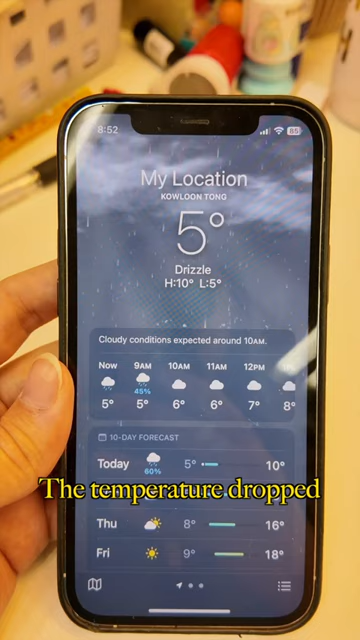 8:52
85
My Location
KOWLOON TONG
5°
Drizzle
H:10° L:5°
Cloudy conditions expected around 10AM.
Now 9AM 10AM 11AM 12PM
45%
5° 5° 6° 6° 7° 8°
10-DAY FORECAST
Today 5° 10°
60%
The temperature dropped
Thu 8° 16°
Fri 9° 18°